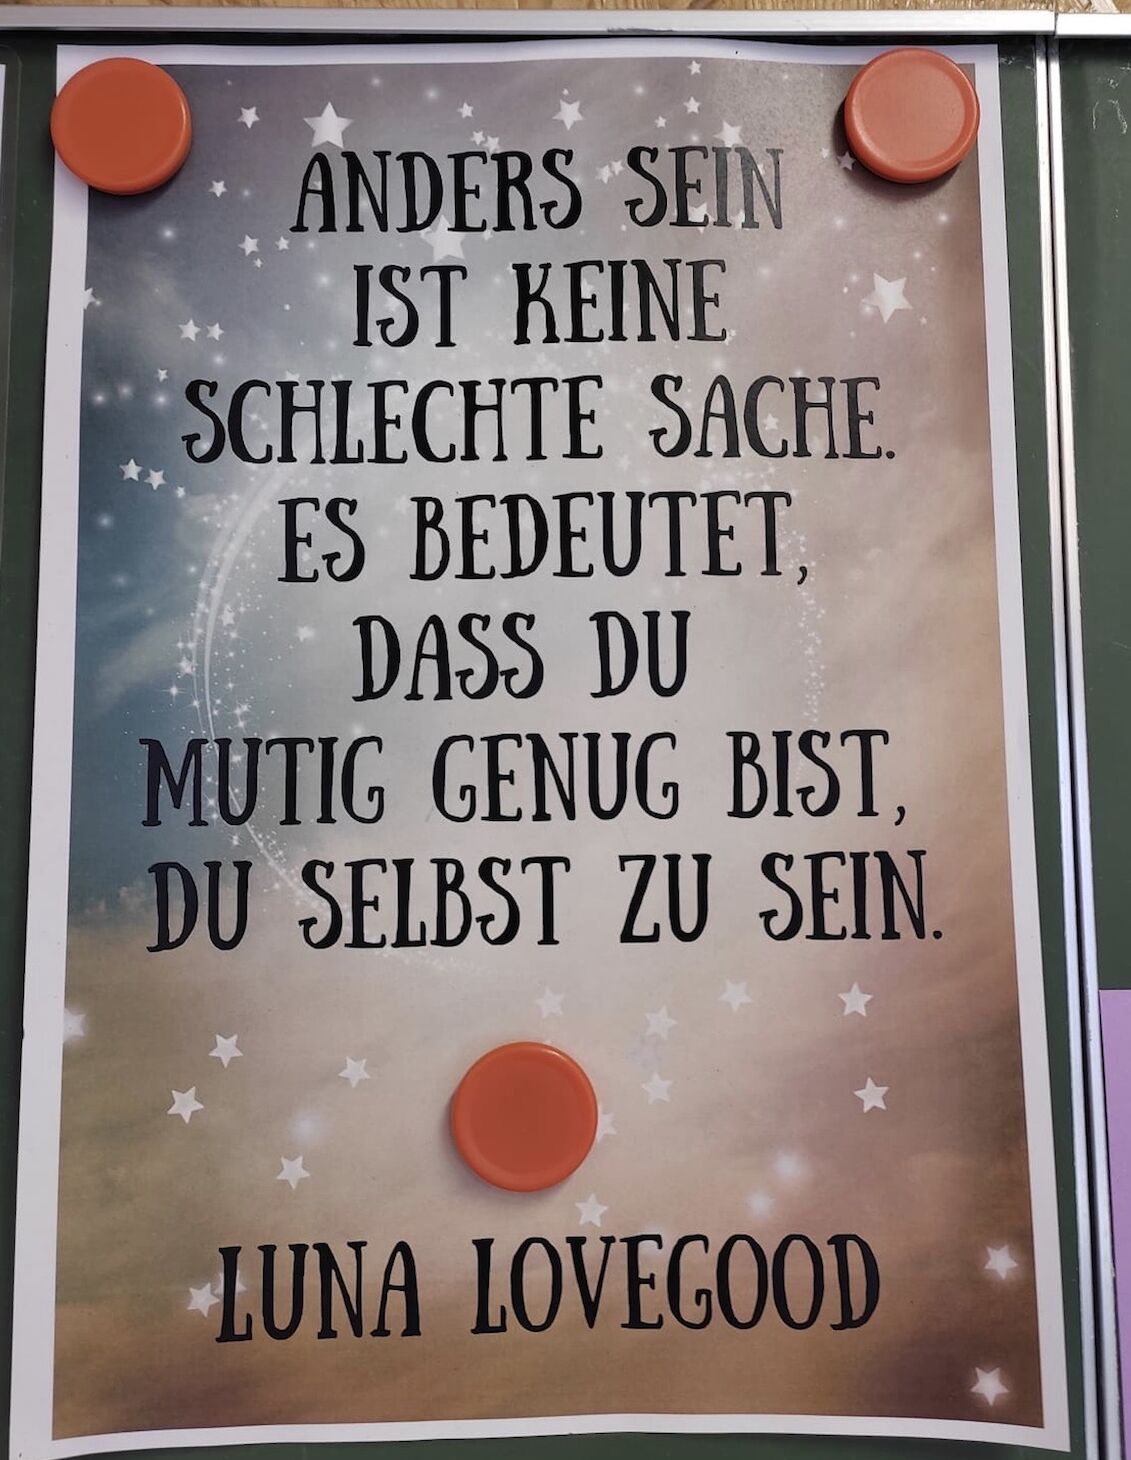 ANDERS SEIN
IST KEINE
SCHLECHTE SACHE.
ES BEDEUTET,
DASS DU
MUTIG GENUG BIST,
DU SELBST ZU SEIN.
LUNA LOVEGOOD